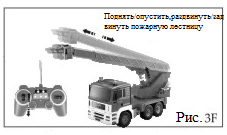 Поднять/опустить,раздвинуть/зад
винуть пожарную лестницу
Рис. 3F